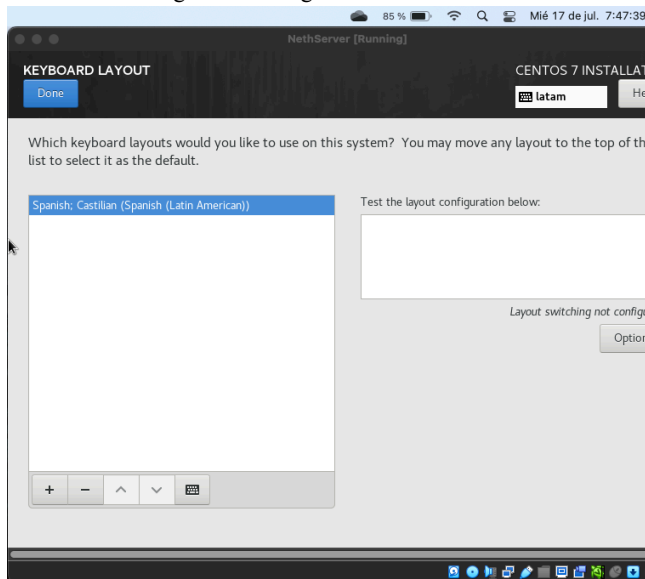 85 % Mié 17 de jul. 7:47:39
NethServer [Running]
KEYBOARD LAYOUT
CENTOS 7 INSTALLAT
Done
latam
He
Which keyboard layouts would you like to use on this system? You may move any layout to the top of th
list to select it as the default.
Spanish; Castilian (Spanish (Latin American))
Test the layout configuration below:
Layout switching not configu
Option